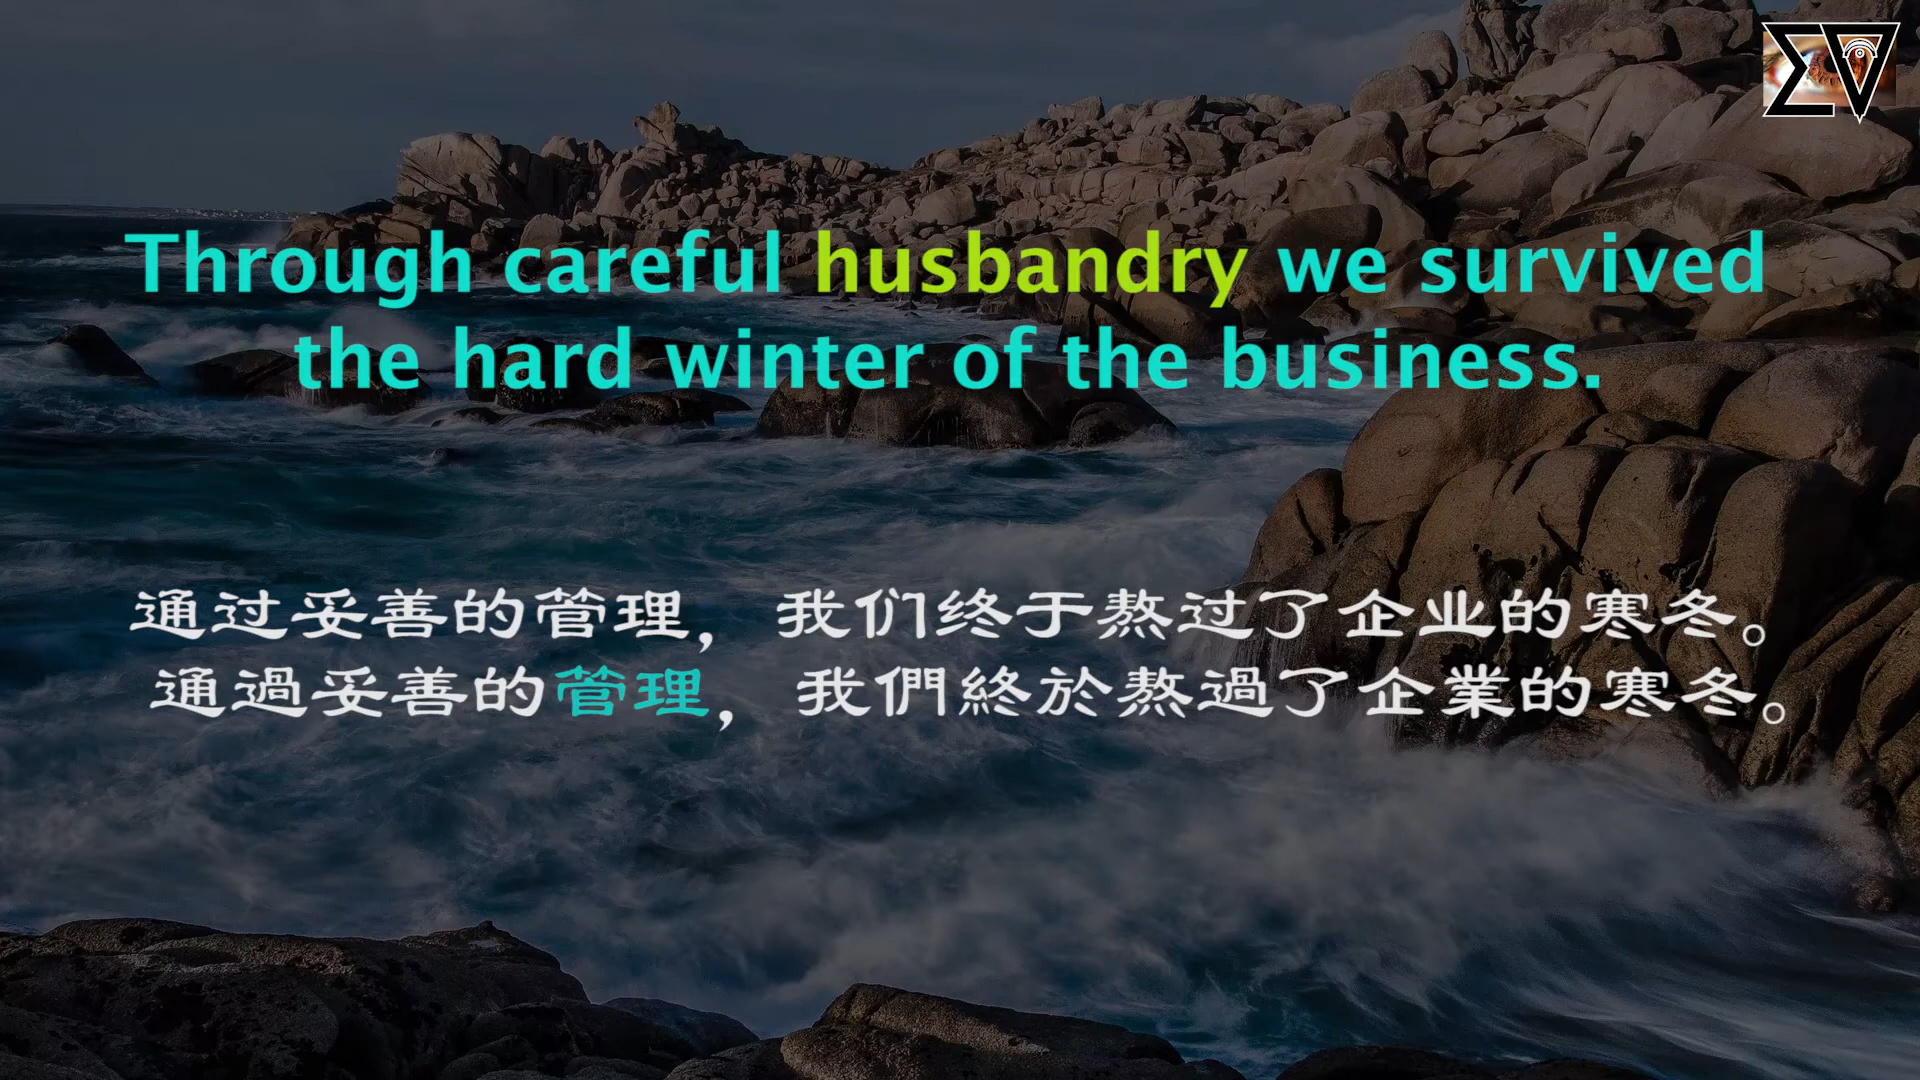 Through careful husbandry we survived
the hard winter of the business.
通过妥善的管理，我们终于熬过了企业的寒冬。
通過妥善的管理，我們終於熬過了企業的寒冬。